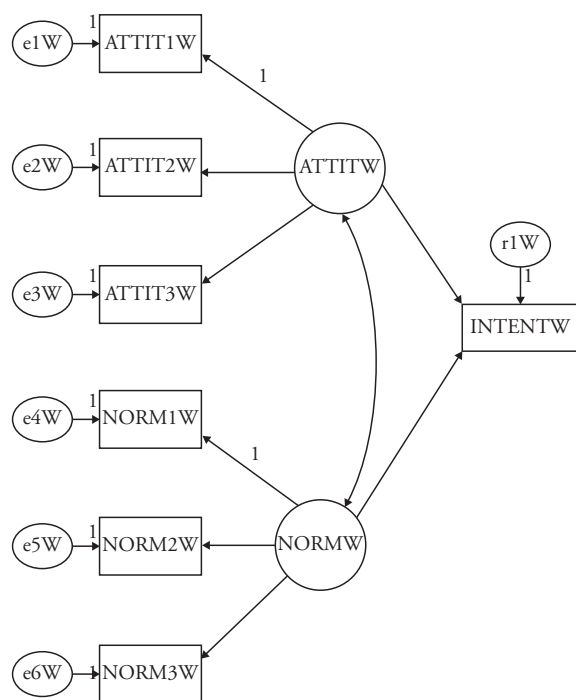 1
e1W
ATTIT1W
1
1
e2W
ATTIT2W
ATTITW
r1W
1
e3W
ATTIT3W
1
INTENTW
1
e4W
NORM1W
1
1
e5W
NORM2W
NORMW
e6W
1
NORM3W